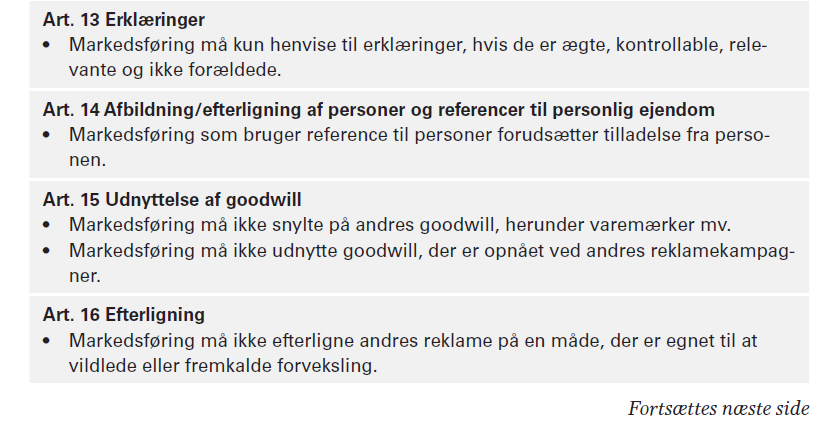 Art. 13 Erklæringer
• Markedsføring må kun henvise til erklæringer, hvis de er ægte, kontrollable, rele-
vante og ikke forældede.
Art. 14 Afbildning/efterligning af personer og referencer til personlig ejendom
• Markedsføring som bruger reference til personer forudsætter tilladelse fra perso-
nen.
Art. 15 Udnyttelse af goodwill
• Markedsføring må ikke snylte på andres goodwill, herunder varemærker mv.
• Markedsføring må ikke udnytte goodwill, der er opnået ved andres reklamekampag-
ner.
Art. 16 Efterligning
• Markedsføring må ikke efterligne andres reklame på en måde, der er egnet til at
vildlede eller fremkalde forveksling.
Fortsættes næste side